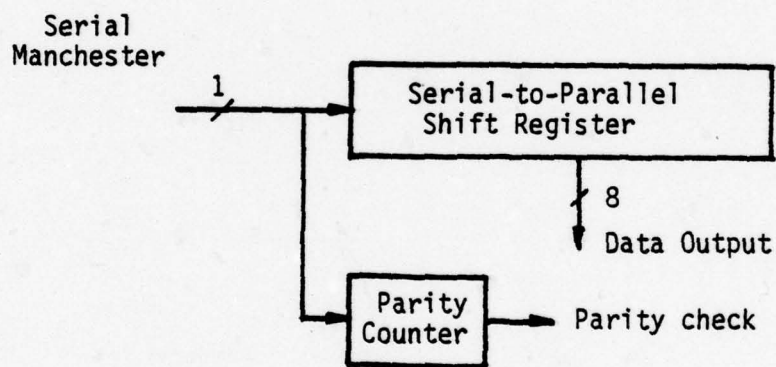 Serial
Manchester
1
Serial-to-Parallel
Shift Register
8
Data Output
Parity
Counter
Parity check